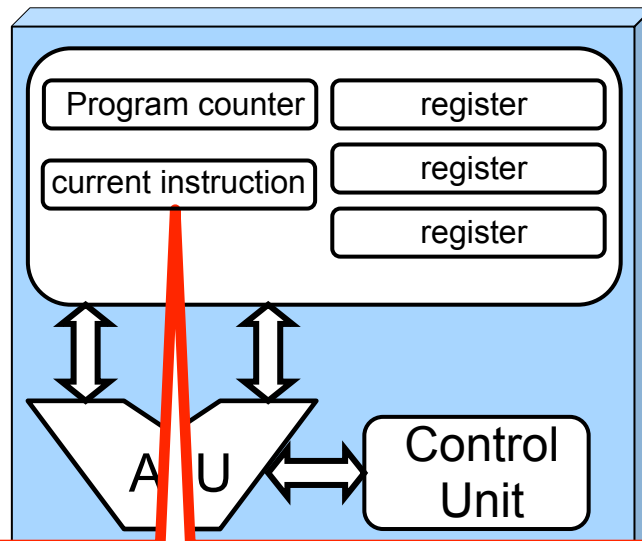 Program counter
register
current instruction
register
register
A U
Control
Unit